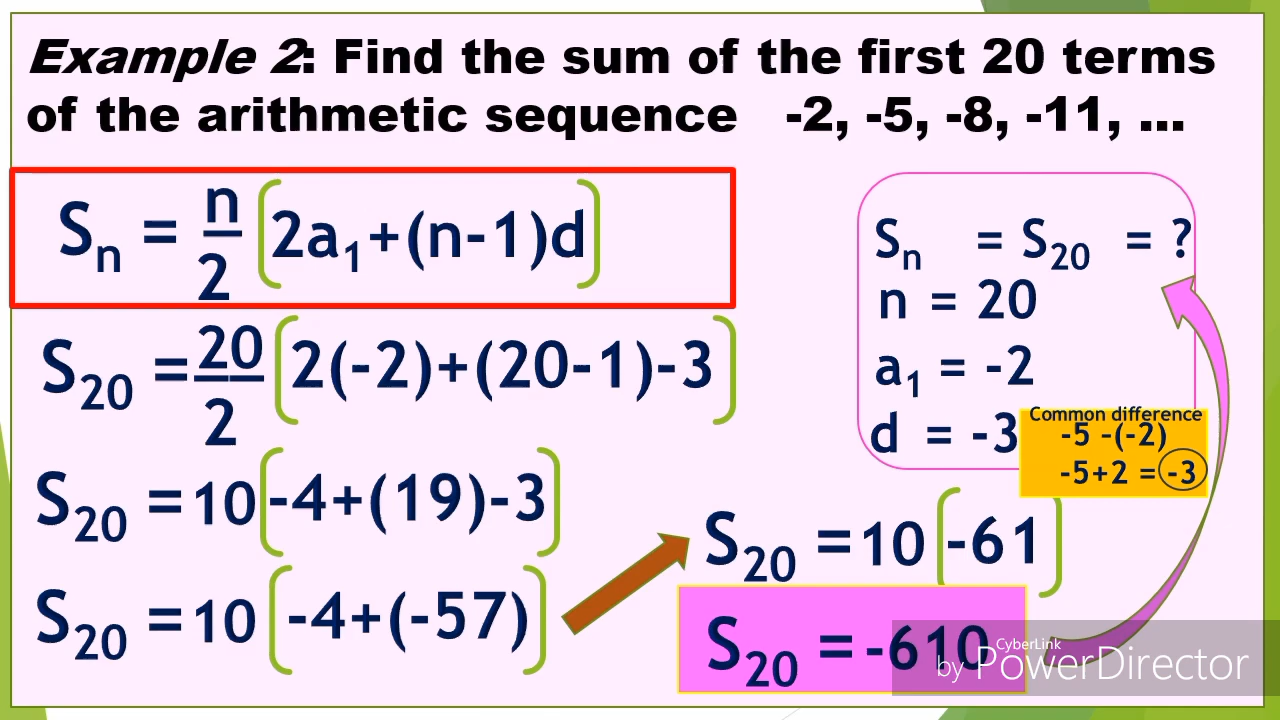 Example 2: Find the sum of the first 20 terms
of the arithmetic sequence -2, -5, -8, -11, ...
Sₙ = n/2 [2a₁+(n-1)d]
S₂₀ = 20/2 [2(-2)+(20-1)-3]
S₂₀ = 10 [-4+(19)-3]
S₂₀ = 10 [-4+(-57)]
Sₙ = S₂₀ = ?
n = 20
a₁ = -2
d = -3
Common difference
-5 -(-2)
-5+2 = -3
S₂₀ = 10 [-61]
S₂₀ = -610
by CyberLink PowerDirector